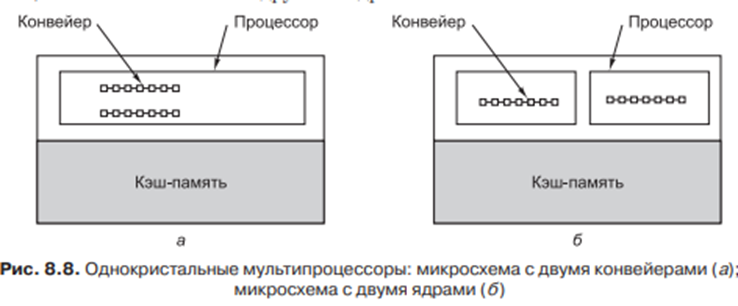 Конвейер Процессор Конвейер Процессор
Кэш-память Кэш-память
а б
Рис. 8.8. Однокристальные мультипроцессоры: микросхема с двумя конвейерами (а);
микросхема с двумя ядрами (б)